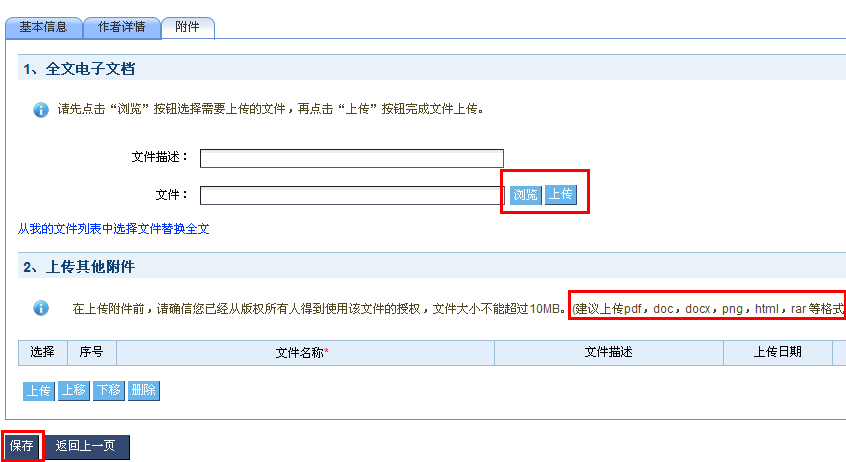 基本信息 作者详情 附件
1、全文电子文档
请先点击“浏览”按钮选择需要上传的文件，再点击“上传”按钮完成文件上传。
文件描述：
文件： 浏览 上传
从我的文件列表中选择文件替换全文
2、上传其他附件
在上传附件前，请确信您已经从版权所有人得到使用该文件的授权，文件大小不能超过10MB。(建议上传pdf，doc，docx，png，html，rar 等格式
选择 序号 文件名称* 文件描述 上传日期
上传 上移 下移 删除
保存 返回上一页